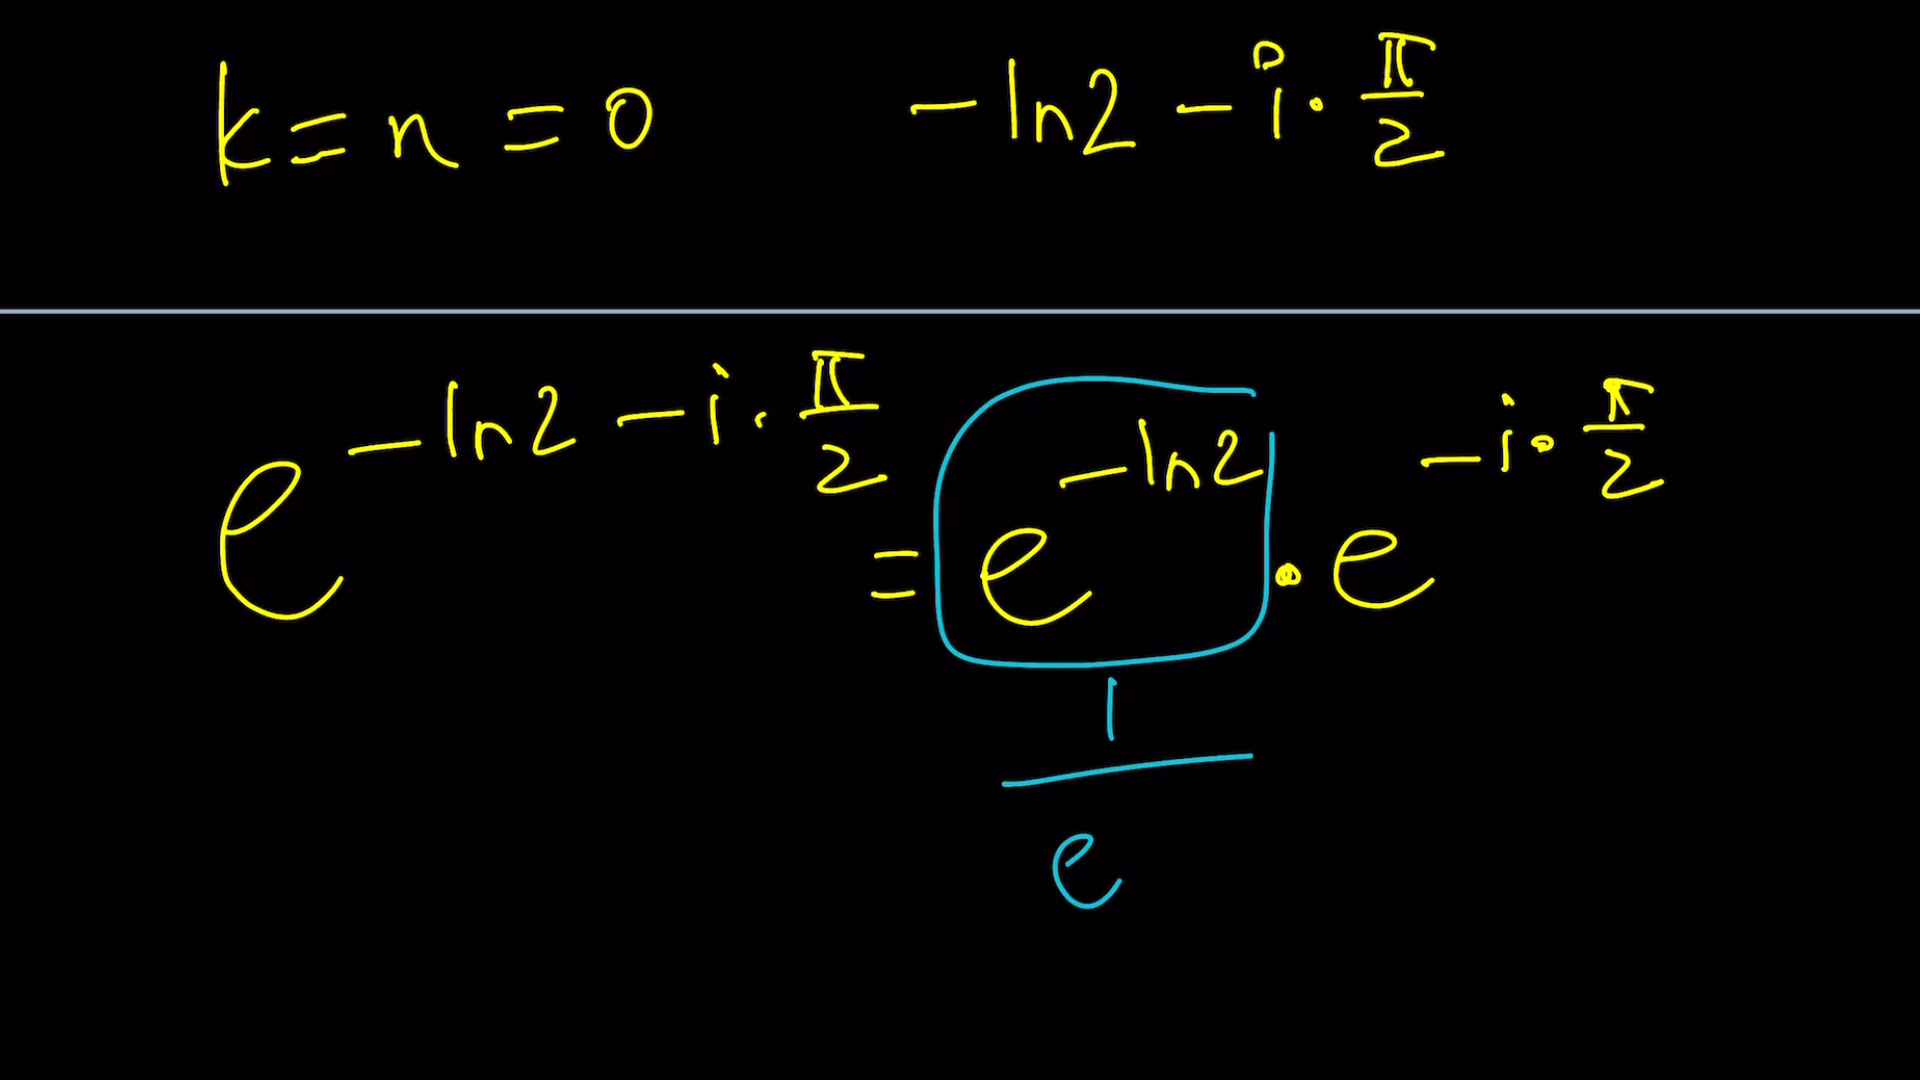 k = n = 0    -ln2 - i · π/2
e^(-ln2 - i · π/2) = e^(-ln2) · e^(-i · π/2)
1/e